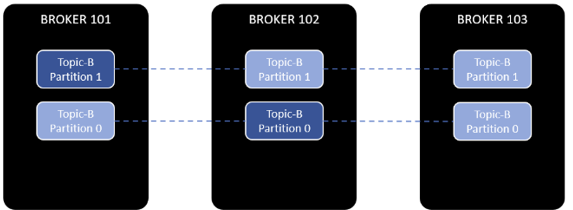 BROKER 101
BROKER 102
BROKER 103
Topic-B
Partition 1
Topic-B
Partition 1
Topic-B
Partition 1
Topic-B
Partition 0
Topic-B
Partition 0
Topic-B
Partition 0